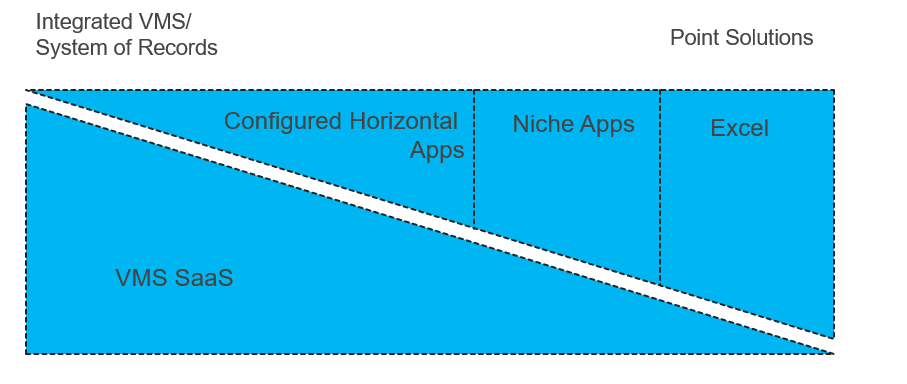 Integrated VMS/
System of Records
Point Solutions
Configured Horizontal
Apps
Niche Apps
Excel
VMS SaaS